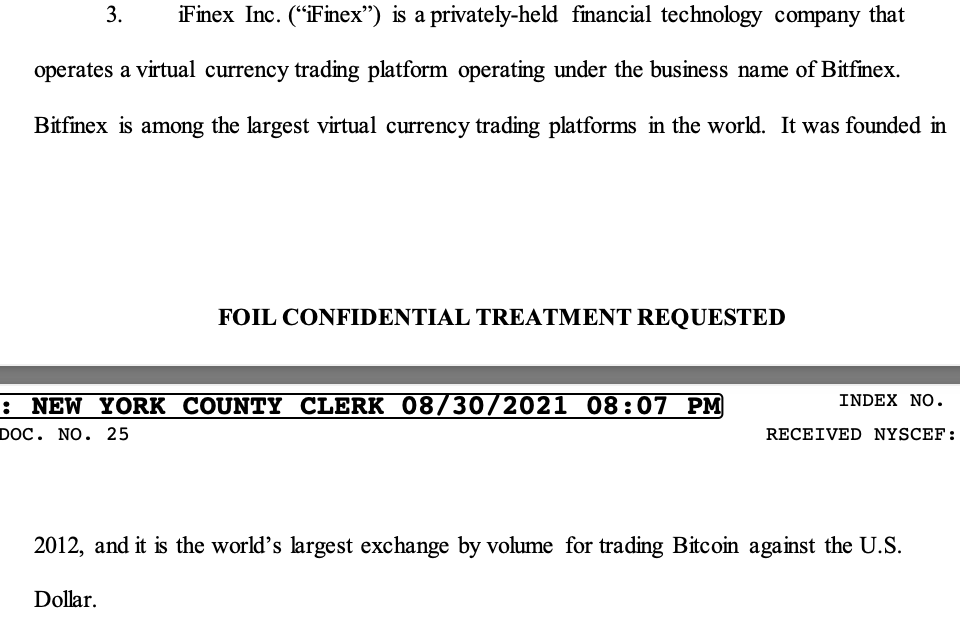 3. iFinex Inc. (“iFinex”) is a privately-held financial technology company that
operates a virtual currency trading platform operating under the business name of Bitfinex.
Bitfinex is among the largest virtual currency trading platforms in the world. It was founded in
FOIL CONFIDENTIAL TREATMENT REQUESTED
: NEW YORK COUNTY CLERK 08/30/2021 08:07 PM
INDEX NO.
DOC. NO. 25
RECEIVED NYSCEF:
2012, and it is the world’s largest exchange by volume for trading Bitcoin against the U.S.
Dollar.